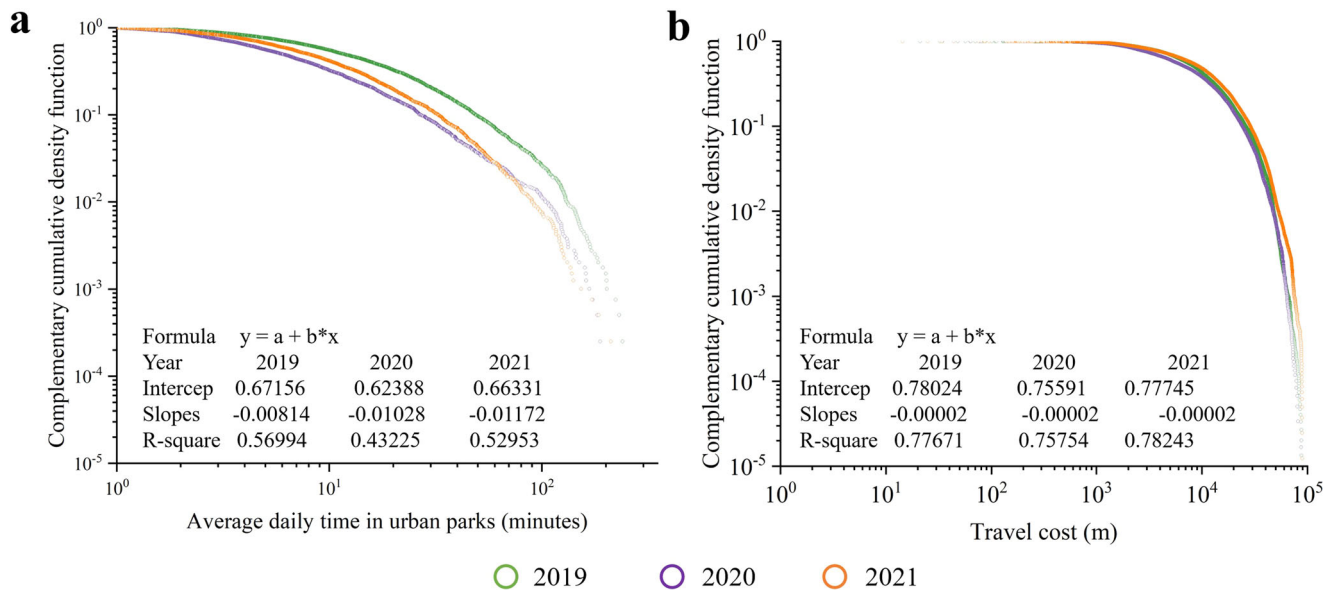 a
Complementary cumulative density function
10^0
10^-1
10^-2
10^-3
10^-4
10^-5
Formula y = a + b*x
Year 2019 2020 2021
Intercep 0.67156 0.62388 0.66331
Slopes -0.00814 -0.01028 -0.01172
R-square 0.56994 0.43225 0.52953
10^0 10^1 10^2
Average daily time in urban parks (minutes)
b
Complementary cumulative density function
10^0
10^-1
10^-2
10^-3
10^-4
10^-5
Formula y = a + b*x
Year 2019 2020 2021
Intercep 0.78024 0.75591 0.77745
Slopes -0.00002 -0.00002 -0.00002
R-square 0.77671 0.75754 0.78243
10^0 10^1 10^2 10^3 10^4 10^5
Travel cost (m)
2019 2020 2021